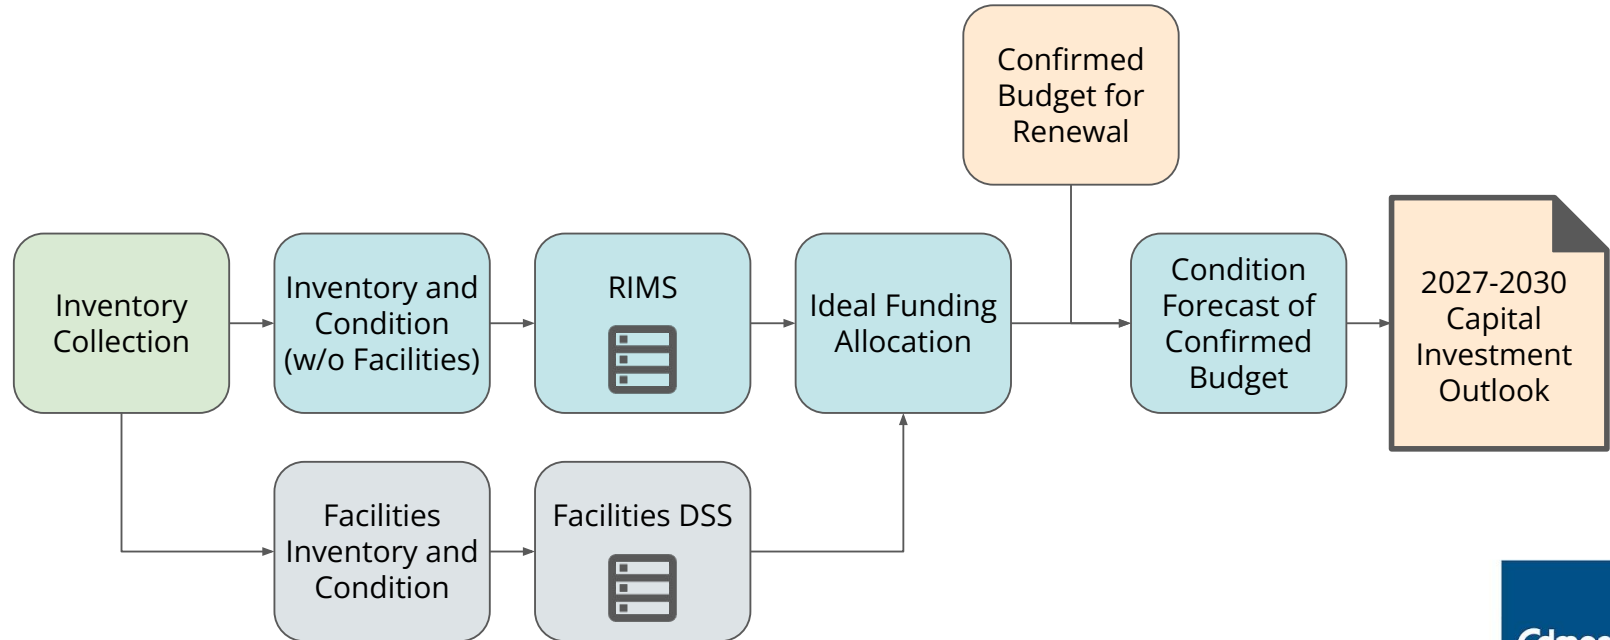 Confirmed
Budget for
Renewal
Inventory
Collection
Inventory and
Condition
(w/o Facilities)
RIMS
Ideal Funding
Allocation
Condition
Forecast of
Confirmed
Budget
2027-2030
Capital
Investment
Outlook
Facilities
Inventory and
Condition
Facilities DSS